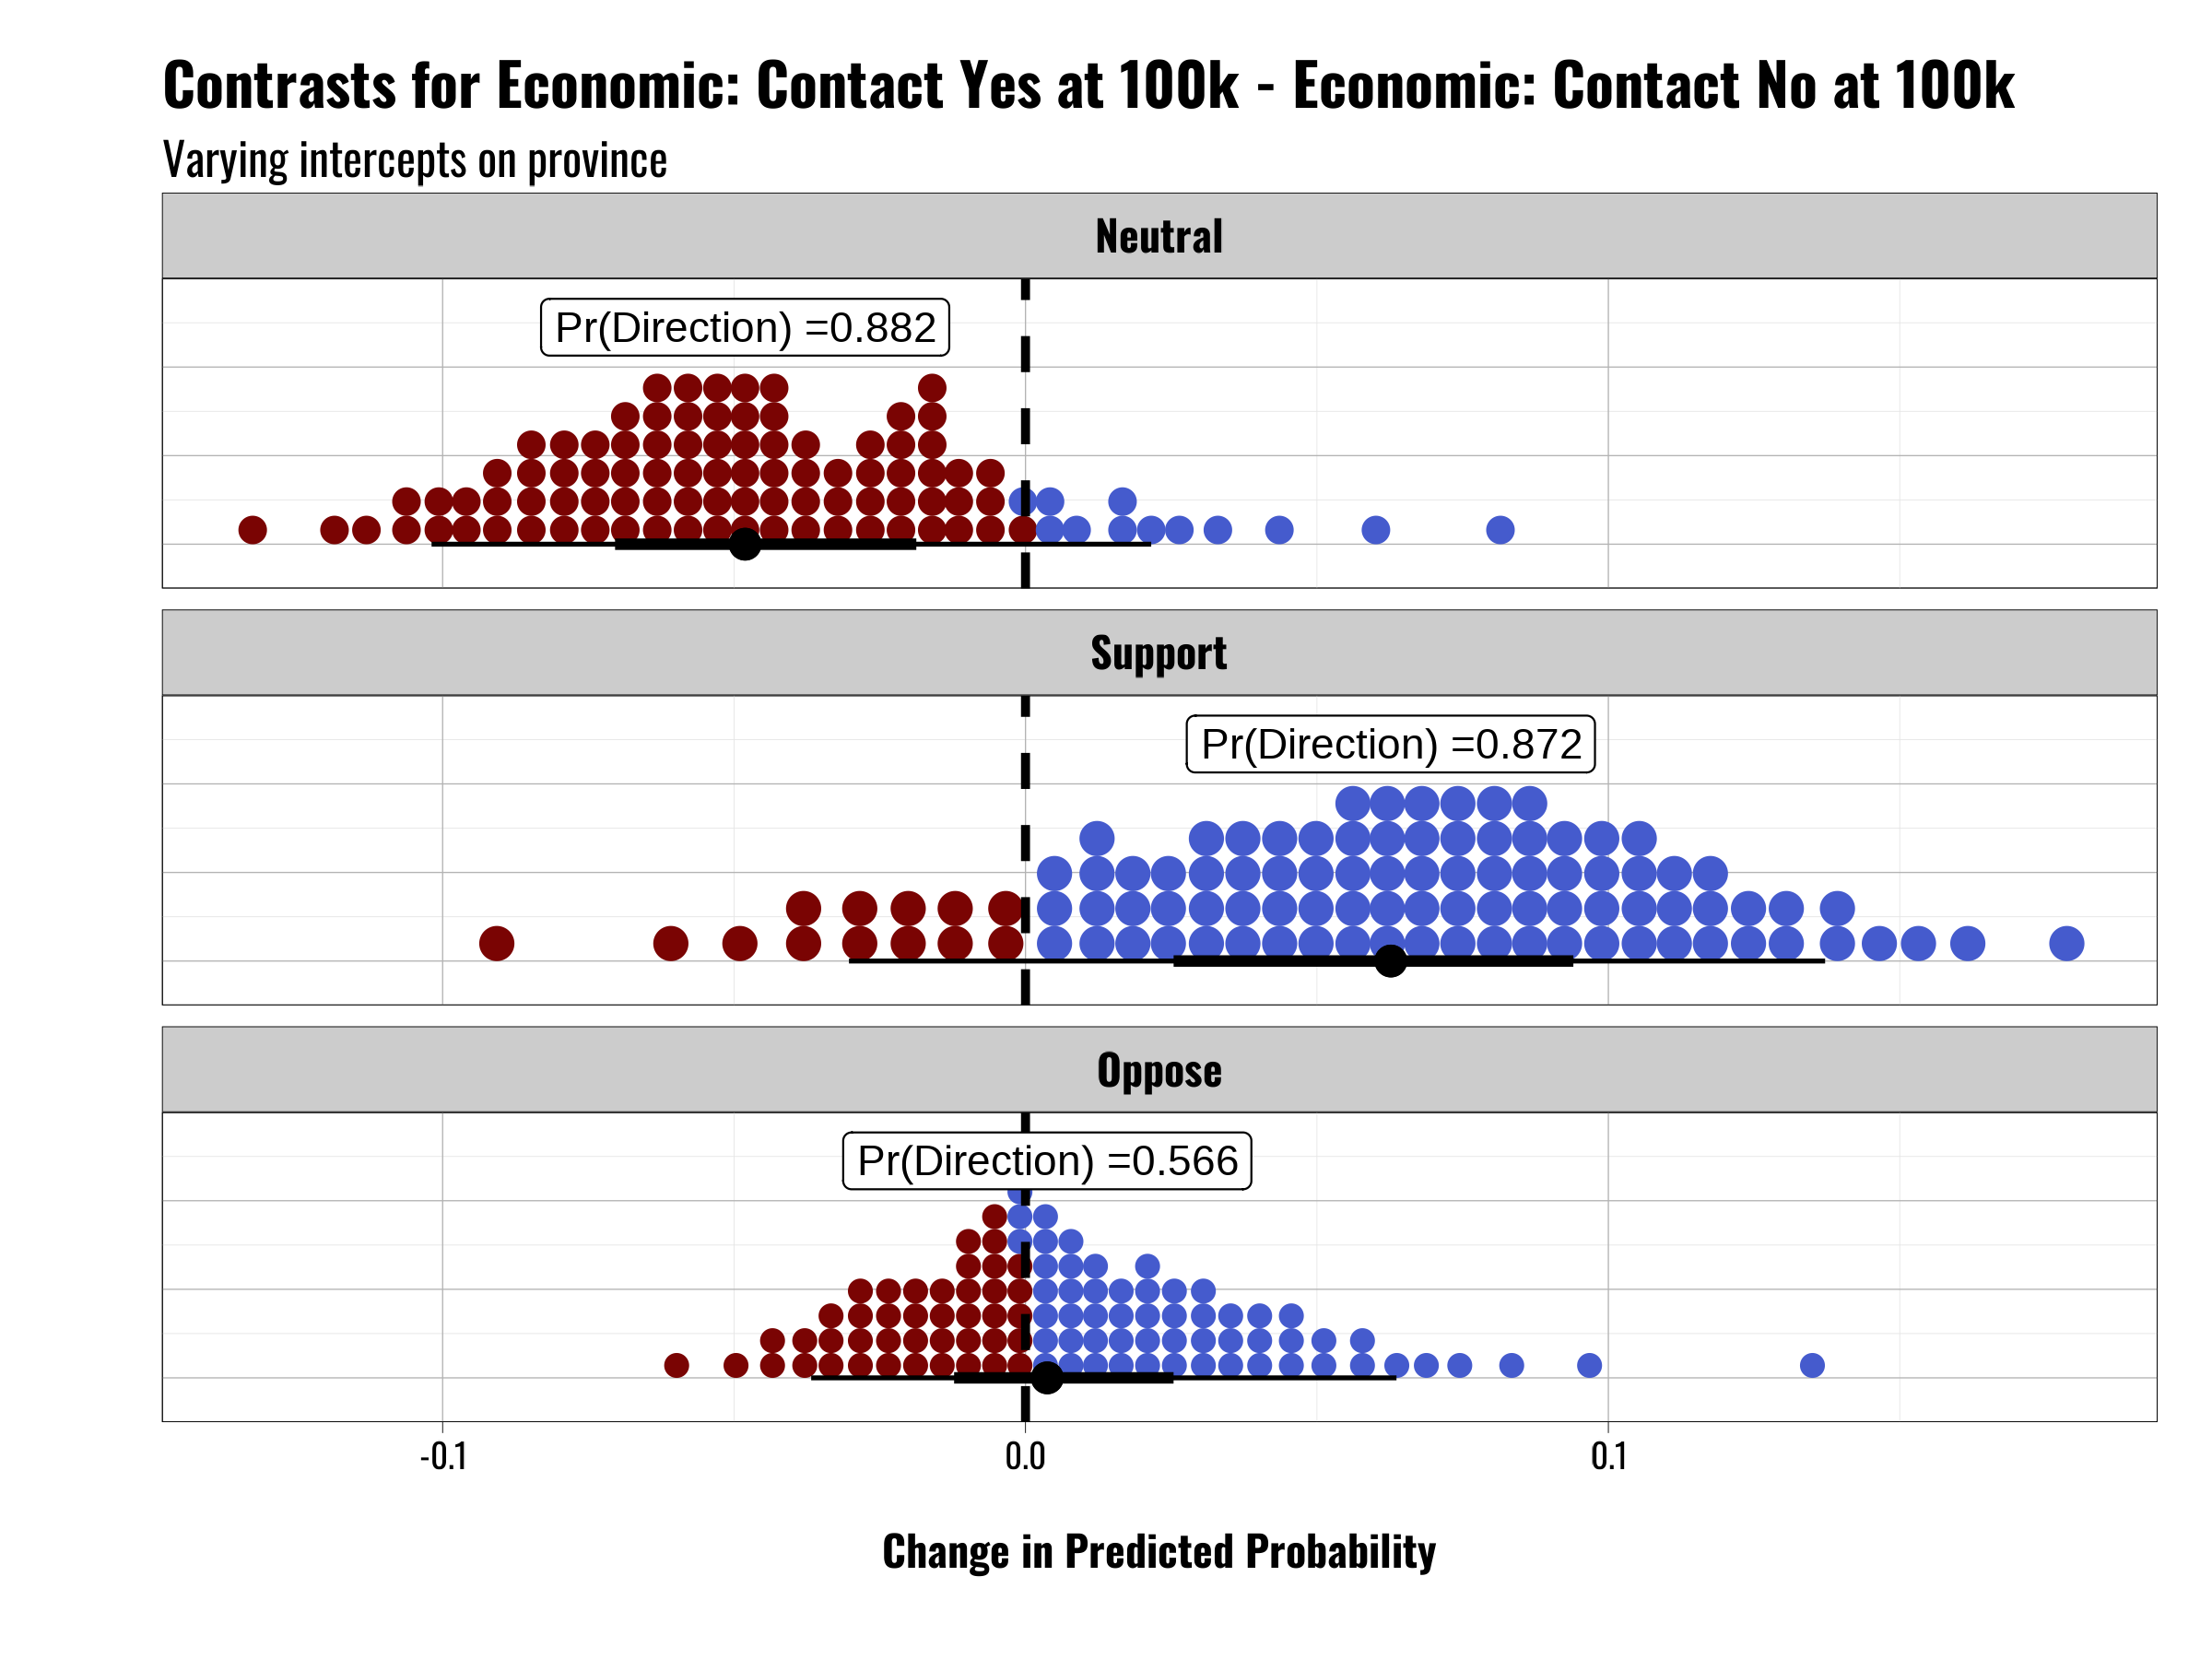 Contrasts for Economic: Contact Yes at 100k - Economic: Contact No at 100k
Varying intercepts on province
Neutral
Pr(Direction) =0.882
Support
Pr(Direction) =0.872
Oppose
Pr(Direction) =0.566
-0.1 0.0 0.1
Change in Predicted Probability